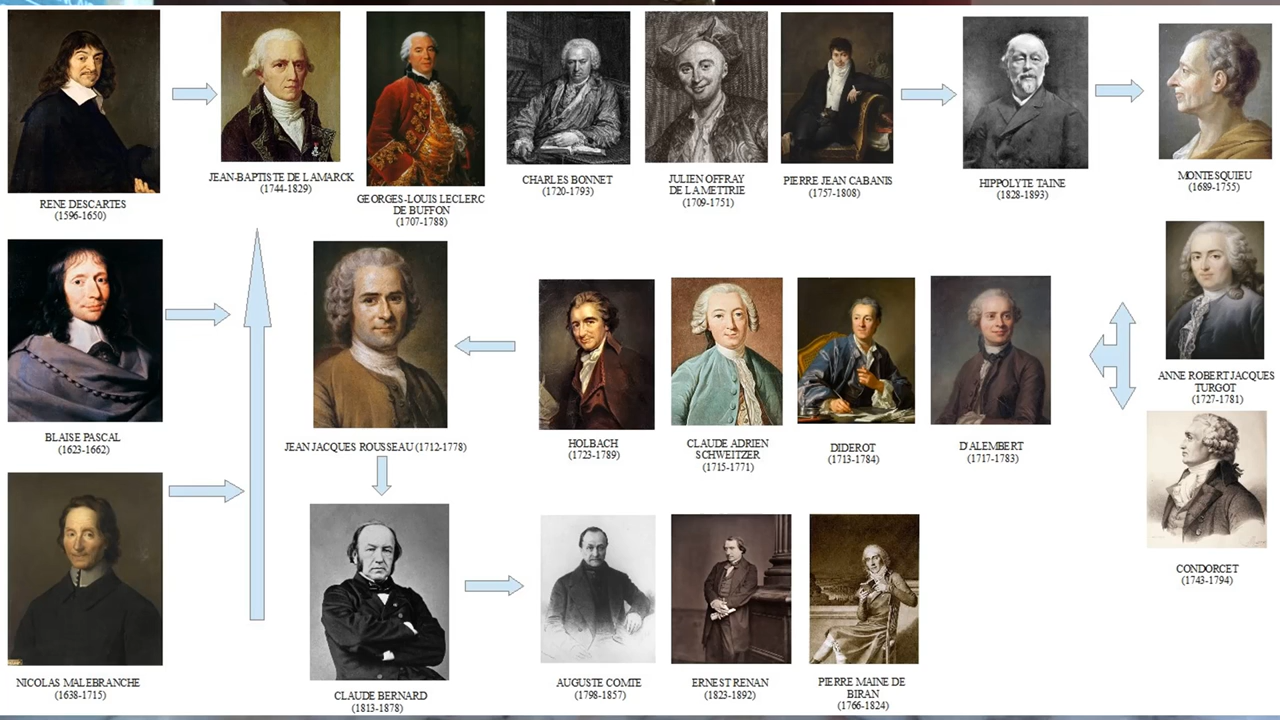 RENE DESCARTES
(1596-1650)
JEAN-BAPTISTE DE LAMARCK
(1744-1829)
GEORGES-LOUIS LECLERC
DE BUFFON
(1707-1788)
CHARLES BONNET
(1720-1793)
JULIEN OFFRAY
DE LA METTRIE
(1709-1751)
PIERRE JEAN CABANIS
(1757-1808)
HIPPOLYTE TAINE
(1828-1893)
MONTESQUIEU
(1689-1755)
BLAISE PASCAL
(1623-1662)
JEAN JACQUES ROUSSEAU (1712-1778)
HOLBACH
(1723-1789)
CLAUDE ADRIEN
SCHWEITZER
(1715-1771)
DIDEROT
(1713-1784)
D'ALEMBERT
(1717-1783)
ANNE ROBERT JACQUES
TURGOT
(1727-1781)
CONDORCET
(1743-1794)
NICOLAS MALEBRANCHE
(1638-1715)
CLAUDE BERNARD
(1813-1878)
AUGUSTE COMTE
(1798-1857)
ERNEST RENAN
(1823-1892)
PIERRE MAINE DE
BIRAN
(1766-1824)